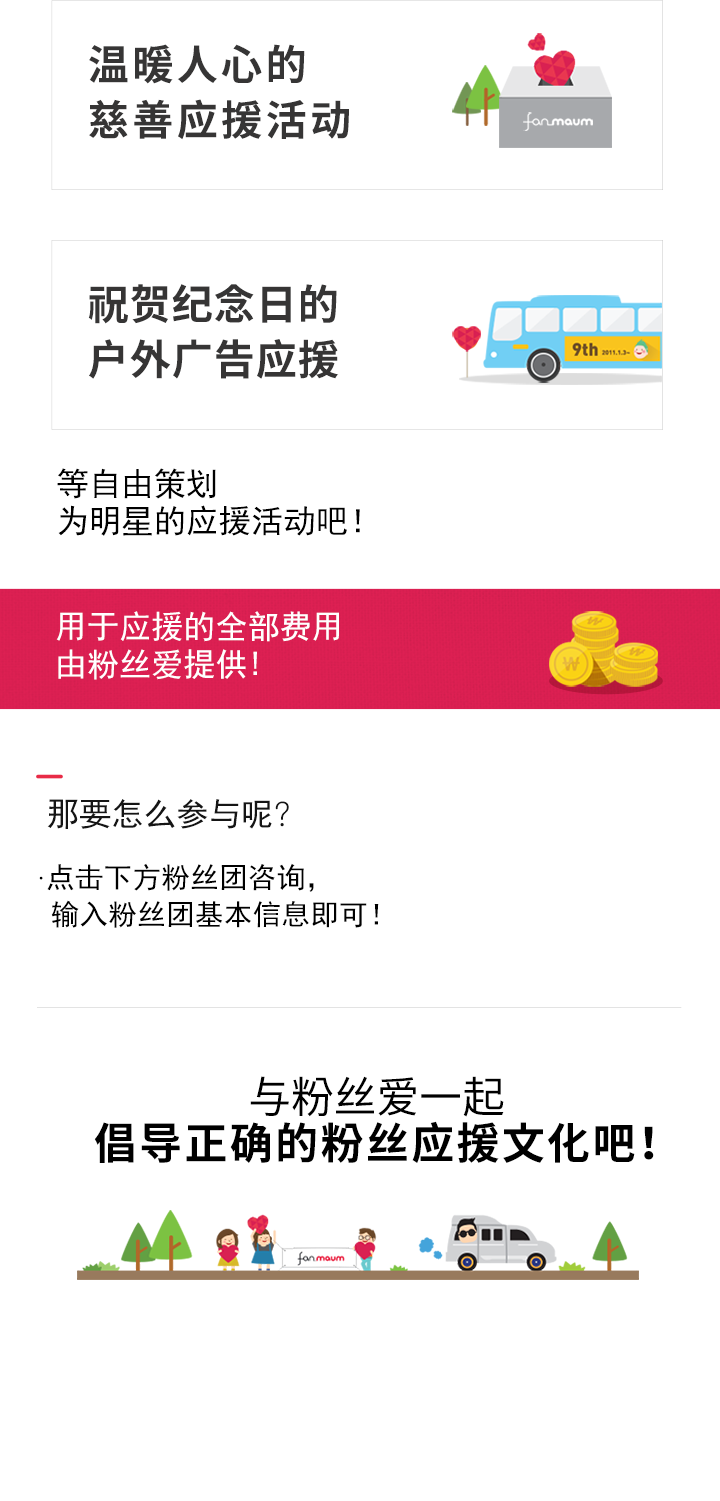 温暖人心的
慈善应援活动
fanmaum
祝贺纪念日的
户外广告应援
9th 2011.1.3~
等自由策划
为明星的应援活动吧!
用于应援的全部费用
由粉丝爱提供!
₩
₩
₩
那要怎么参与呢?
·点击下方粉丝团咨询,
输入粉丝团基本信息即可!
与粉丝爱一起
倡导正确的粉丝应援文化吧!
fanmaum